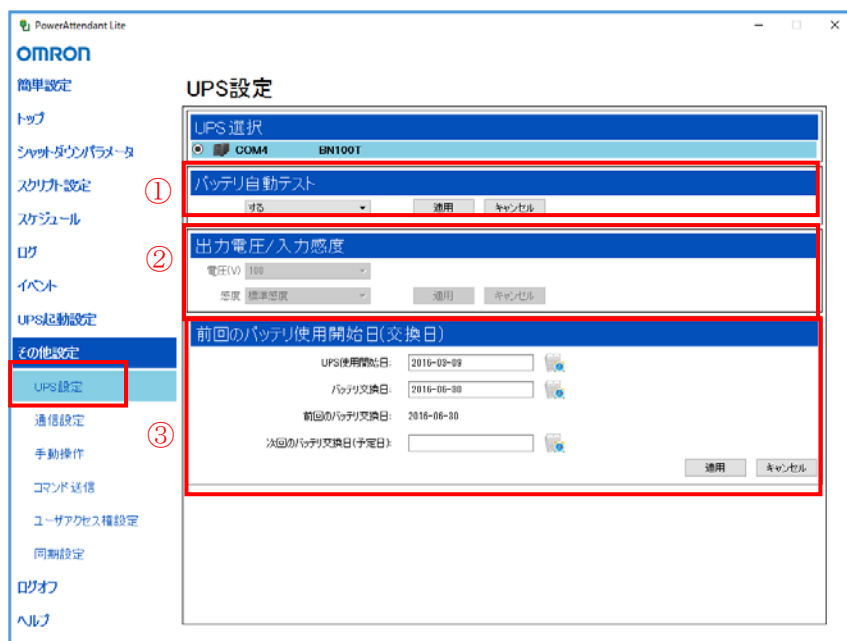 PowerAttendant Lite
OMRON
簡単設定
トップ
シャットダウンパラメータ
スクリプト設定
スケジュール
ログ
イベント
UPS起動設定
その他設定
UPS設定
通信設定
手動操作
コマンド送信
ユーザアクセス権設定
同期設定
ログオフ
ヘルプ
UPS設定
UPS選択
COM4 BN100T
①
バッテリ自動テスト
する 適用 キャンセル
②
出力電圧/入力感度
電圧(V) 100
感度 標準感度 適用 キャンセル
③
前回のバッテリ使用開始日(交換日)
UPS使用開始日: 2016-03-09
バッテリ交換日: 2016-06-30
前回のバッテリ交換日: 2016-06-30
次回のバッテリ交換日(予定日):
適用 キャンセル